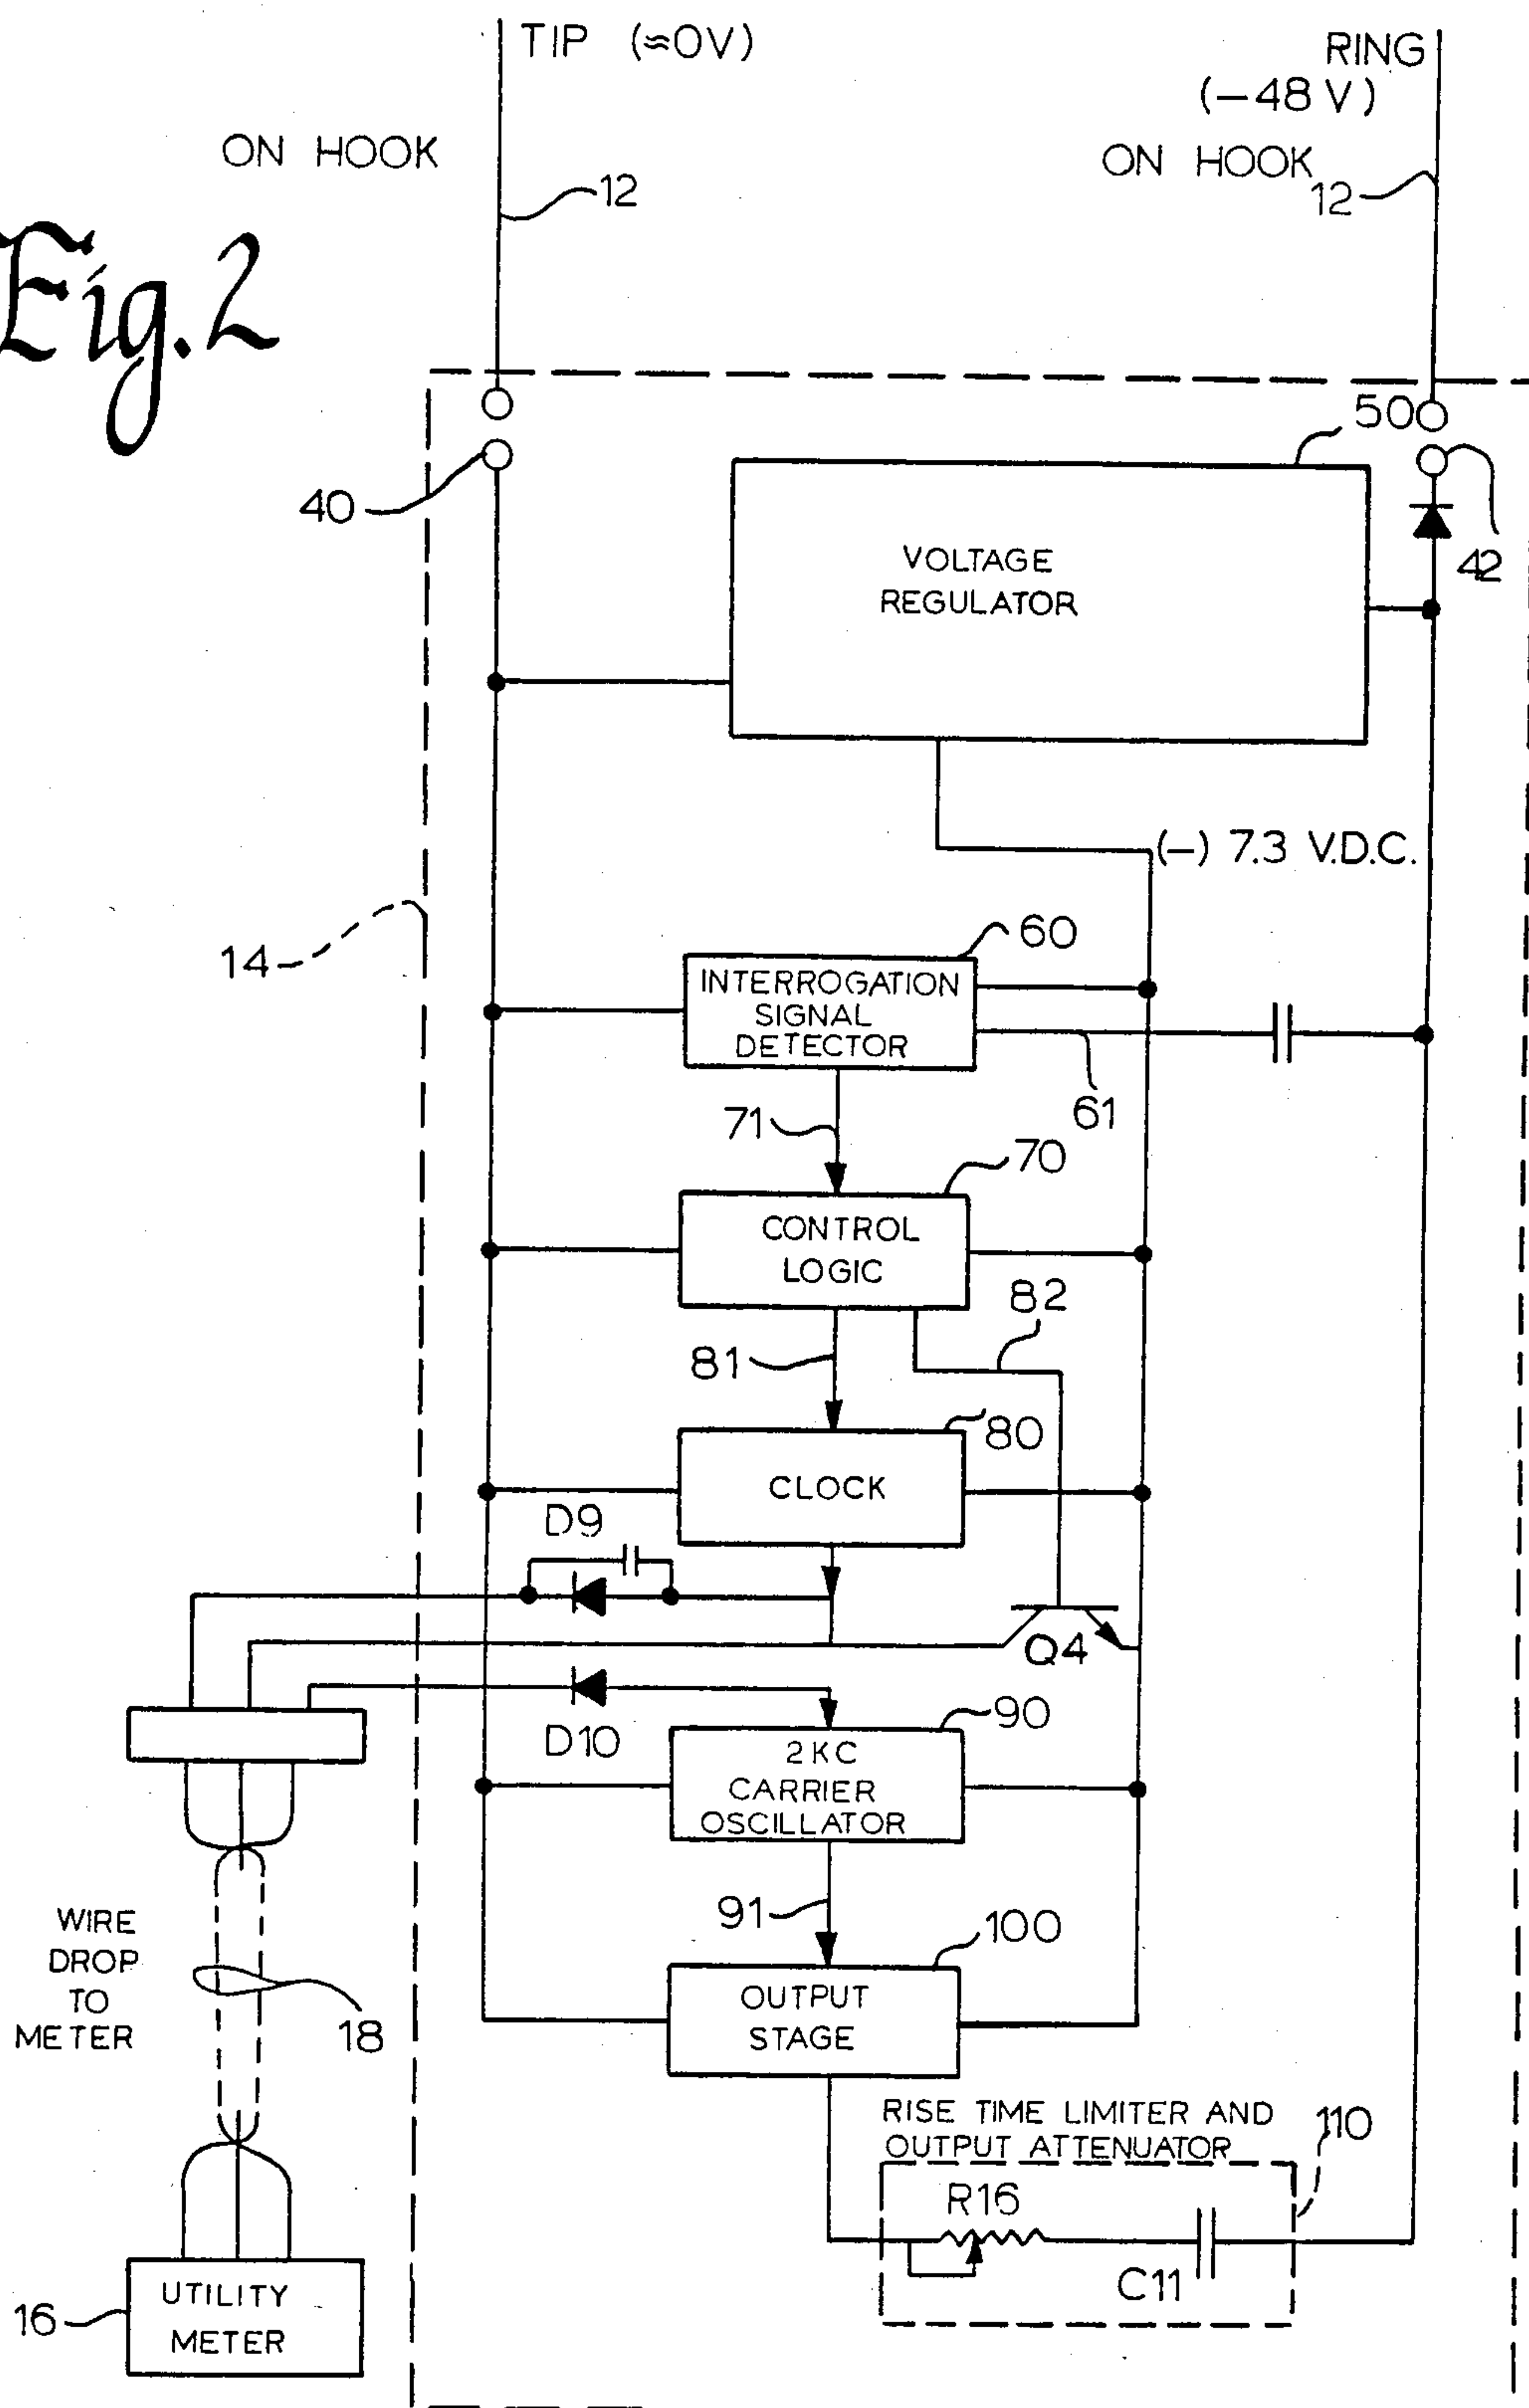 TIP (≈0V)
RING
(−48 V)
ON HOOK
ON HOOK
12
12
Fig. 2
50
40
42
VOLTAGE
REGULATOR
(−) 7.3 V.D.C.
14
60
INTERROGATION
SIGNAL
DETECTOR
61
71
70
CONTROL
LOGIC
82
81
80
CLOCK
D9
Q4
D10
90
2KC
CARRIER
OSCILLATOR
91
100
WIRE
DROP
TO
METER
18
OUTPUT
STAGE
RISE TIME LIMITER AND
OUTPUT ATTENUATOR
110
R16
C11
16
UTILITY
METER